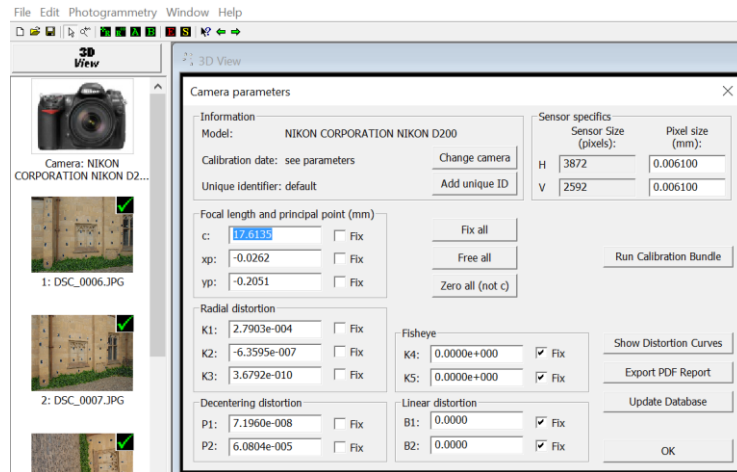 File Edit Photogrammetry Window Help
3D
View
3D View
Camera: NIKON
CORPORATION NIKON D2...
1: DSC_0006.JPG
2: DSC_0007.JPG
Camera parameters
Information
Model: NIKON CORPORATION NIKON D200
Calibration date: see parameters
Change camera
Unique identifier: default
Add unique ID
Sensor specifics
Sensor Size
(pixels):
Pixel size
(mm):
H 3872 0.006100
V 2592 0.006100
Focal length and principal point (mm)
c: 17.6135 Fix
xp: -0.0262 Fix
yp: -0.2051 Fix
Fix all
Free all
Zero all (not c)
Run Calibration Bundle
Radial distortion
K1: 2.7903e-004 Fix
K2: -6.3595e-007 Fix
K3: 3.6792e-010 Fix
Fisheye
K4: 0.0000e+000 Fix
K5: 0.0000e+000 Fix
Show Distortion Curves
Export PDF Report
Update Database
Decentering distortion
P1: 7.1960e-008 Fix
P2: 6.0804e-005 Fix
Linear distortion
B1: 0.0000 Fix
B2: 0.0000 Fix
OK